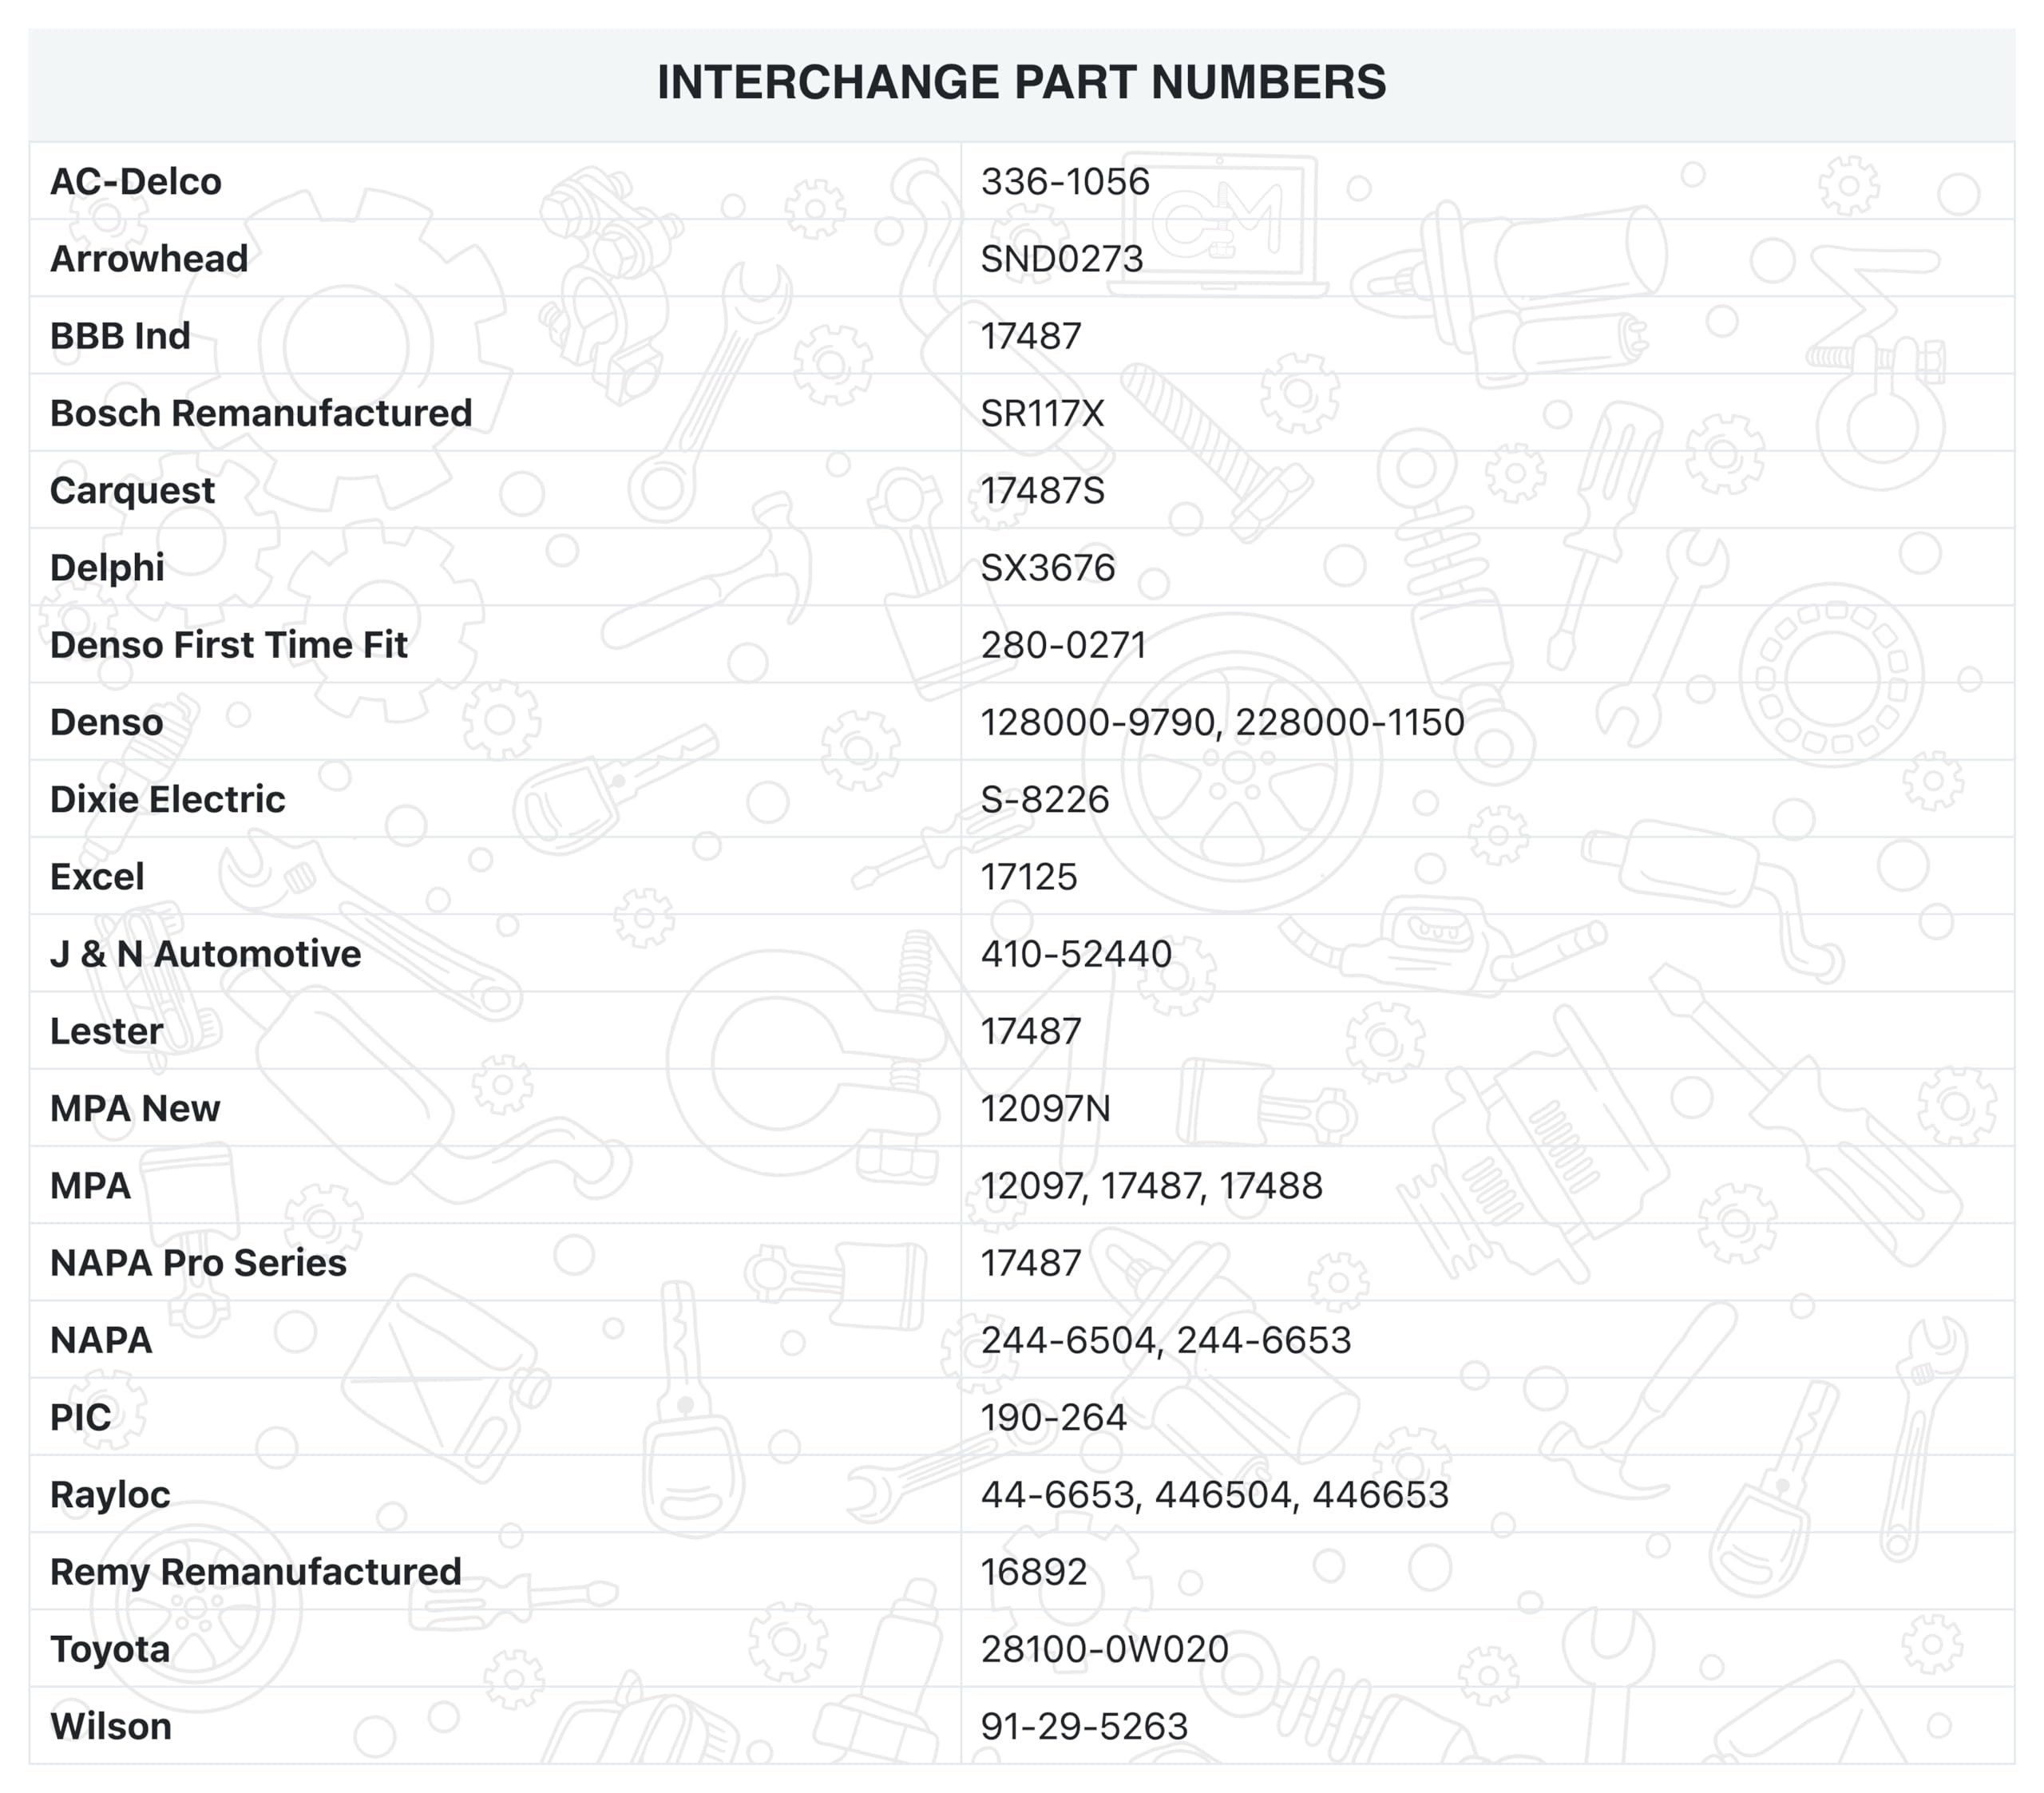 INTERCHANGE PART NUMBERS
AC-Delco 336-1056
Arrowhead SND0273
BBB Ind 17487
Bosch Remanufactured SR117X
Carquest 17487S
Delphi SX3676
Denso First Time Fit 280-0271
Denso 128000-9790, 228000-1150
Dixie Electric S-8226
Excel 17125
J & N Automotive 410-52440
Lester 17487
MPA New 12097N
MPA 12097, 17487, 17488
NAPA Pro Series 17487
NAPA 244-6504, 244-6653
PIC 190-264
Rayloc 44-6653, 446504, 446653
Remy Remanufactured 16892
Toyota 28100-0W020
Wilson 91-29-5263